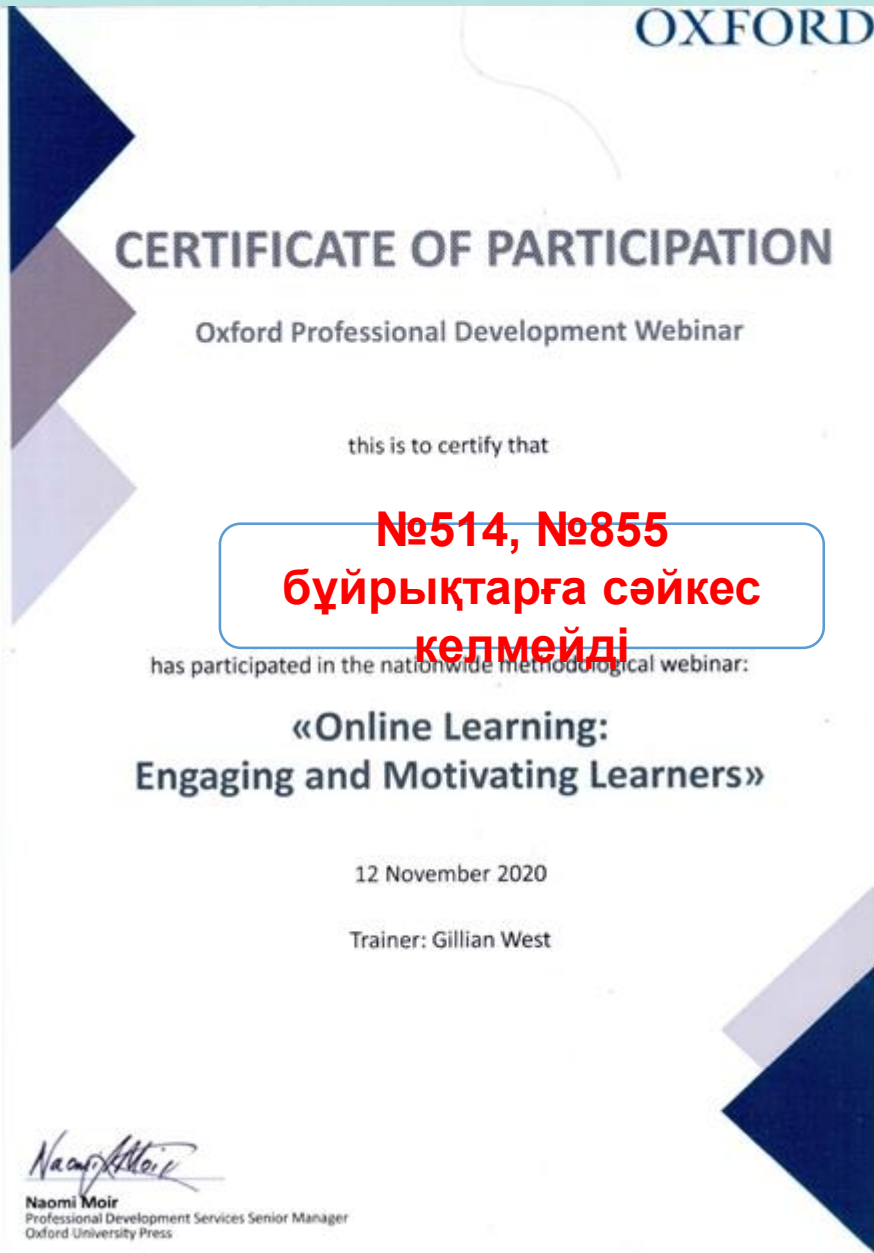 OXFORD
CERTIFICATE OF PARTICIPATION
Oxford Professional Development Webinar
this is to certify that
№514, №855
бұйрықтарға сәйкес
келмейді
has participated in the nationwide methodological webinar:
«Online Learning:
Engaging and Motivating Learners»
12 November 2020
Trainer: Gillian West
Naomi Moir
Naomi Moir
Professional Development Services Senior Manager
Oxford University Press